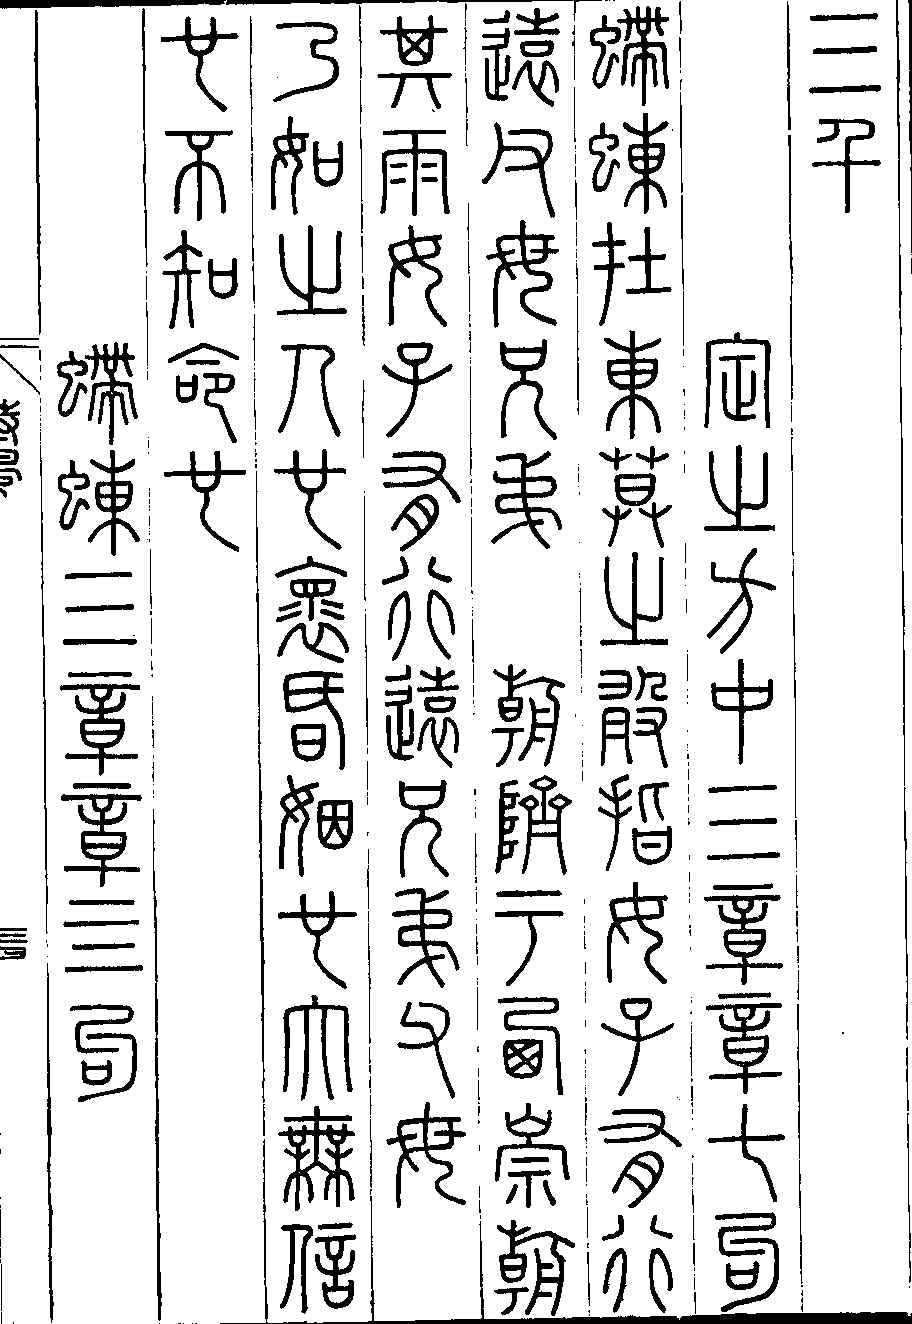 三千
定之方中三章章七句
螮蝀在東莫之敢指女子有行
遠父母兄弟　朝隮于西崇朝
其雨女子有行遠兄弟父母
乃如之人也懷昏姻也大無信
也不知命也
螮蝀三章章四句